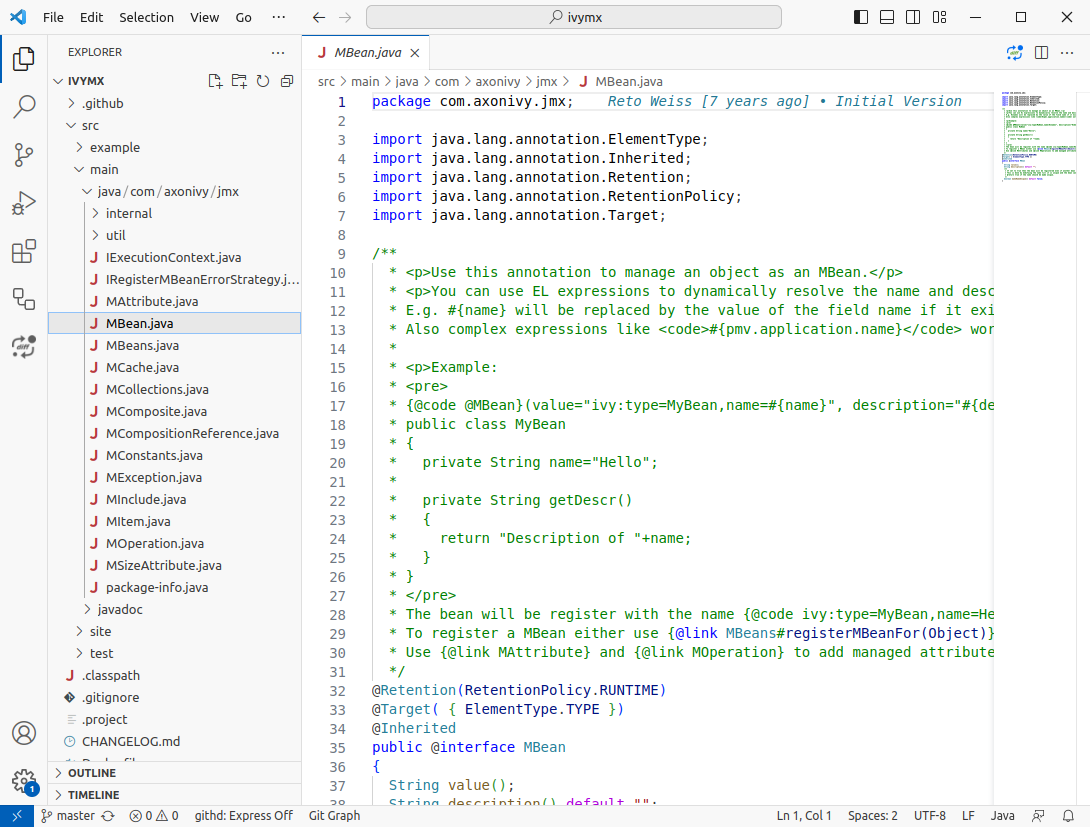 File Edit Selection View Go ··· ivymx
EXPLORER ···
IVYMX
.github
src
example
main
java / com / axonivy / jmx
internal
util
IExecutionContext.java
IRegisterMBeanErrorStrategy.j...
MAttribute.java
MBean.java
MBeans.java
MCache.java
MCollections.java
MComposite.java
MCompositionReference.java
MConstants.java
MException.java
MInclude.java
MItem.java
MOperation.java
MSizeAttribute.java
package-info.java
javadoc
site
test
.classpath
.gitignore
.project
CHANGELOG.md
OUTLINE
TIMELINE
MBean.java
src > main > java > com > axonivy > jmx > MBean.java
1 package com.axonivy.jmx; Reto Weiss [7 years ago] • Initial Version
2
3 import java.lang.annotation.ElementType;
4 import java.lang.annotation.Inherited;
5 import java.lang.annotation.Retention;
6 import java.lang.annotation.RetentionPolicy;
7 import java.lang.annotation.Target;
8
9 /**
10 * <p>Use this annotation to manage an object as an MBean.</p>
11 * <p>You can use EL expressions to dynamically resolve the name and desc
12 * E.g. #{name} will be replaced by the value of the field name if it exi
13 * Also complex expressions like <code>#{pmv.application.name}</code> wor
14 *
15 * <p>Example:
16 * <pre>
17 * {@code @MBean}(value="ivy:type=MyBean,name=#{name}", description="#{de
18 * public class MyBean
19 * {
20 * private String name="Hello";
21 *
22 * private String getDescr()
23 * {
24 * return "Description of "+name;
25 * }
26 * }
27 * </pre>
28 * The bean will be register with the name {@code ivy:type=MyBean,name=He
29 * To register a MBean either use {@link MBeans#registerMBeanFor(Object)}
30 * Use {@link MAttribute} and {@link MOperation} to add managed attribute
31 */
32 @Retention(RetentionPolicy.RUNTIME)
33 @Target( { ElementType.TYPE })
34 @Inherited
35 public @interface MBean
36 {
37 String value();
38 String description() default "";
1
master 0 0 githd: Express Off Git Graph Ln 1, Col 1 Spaces: 2 UTF-8 LF Java